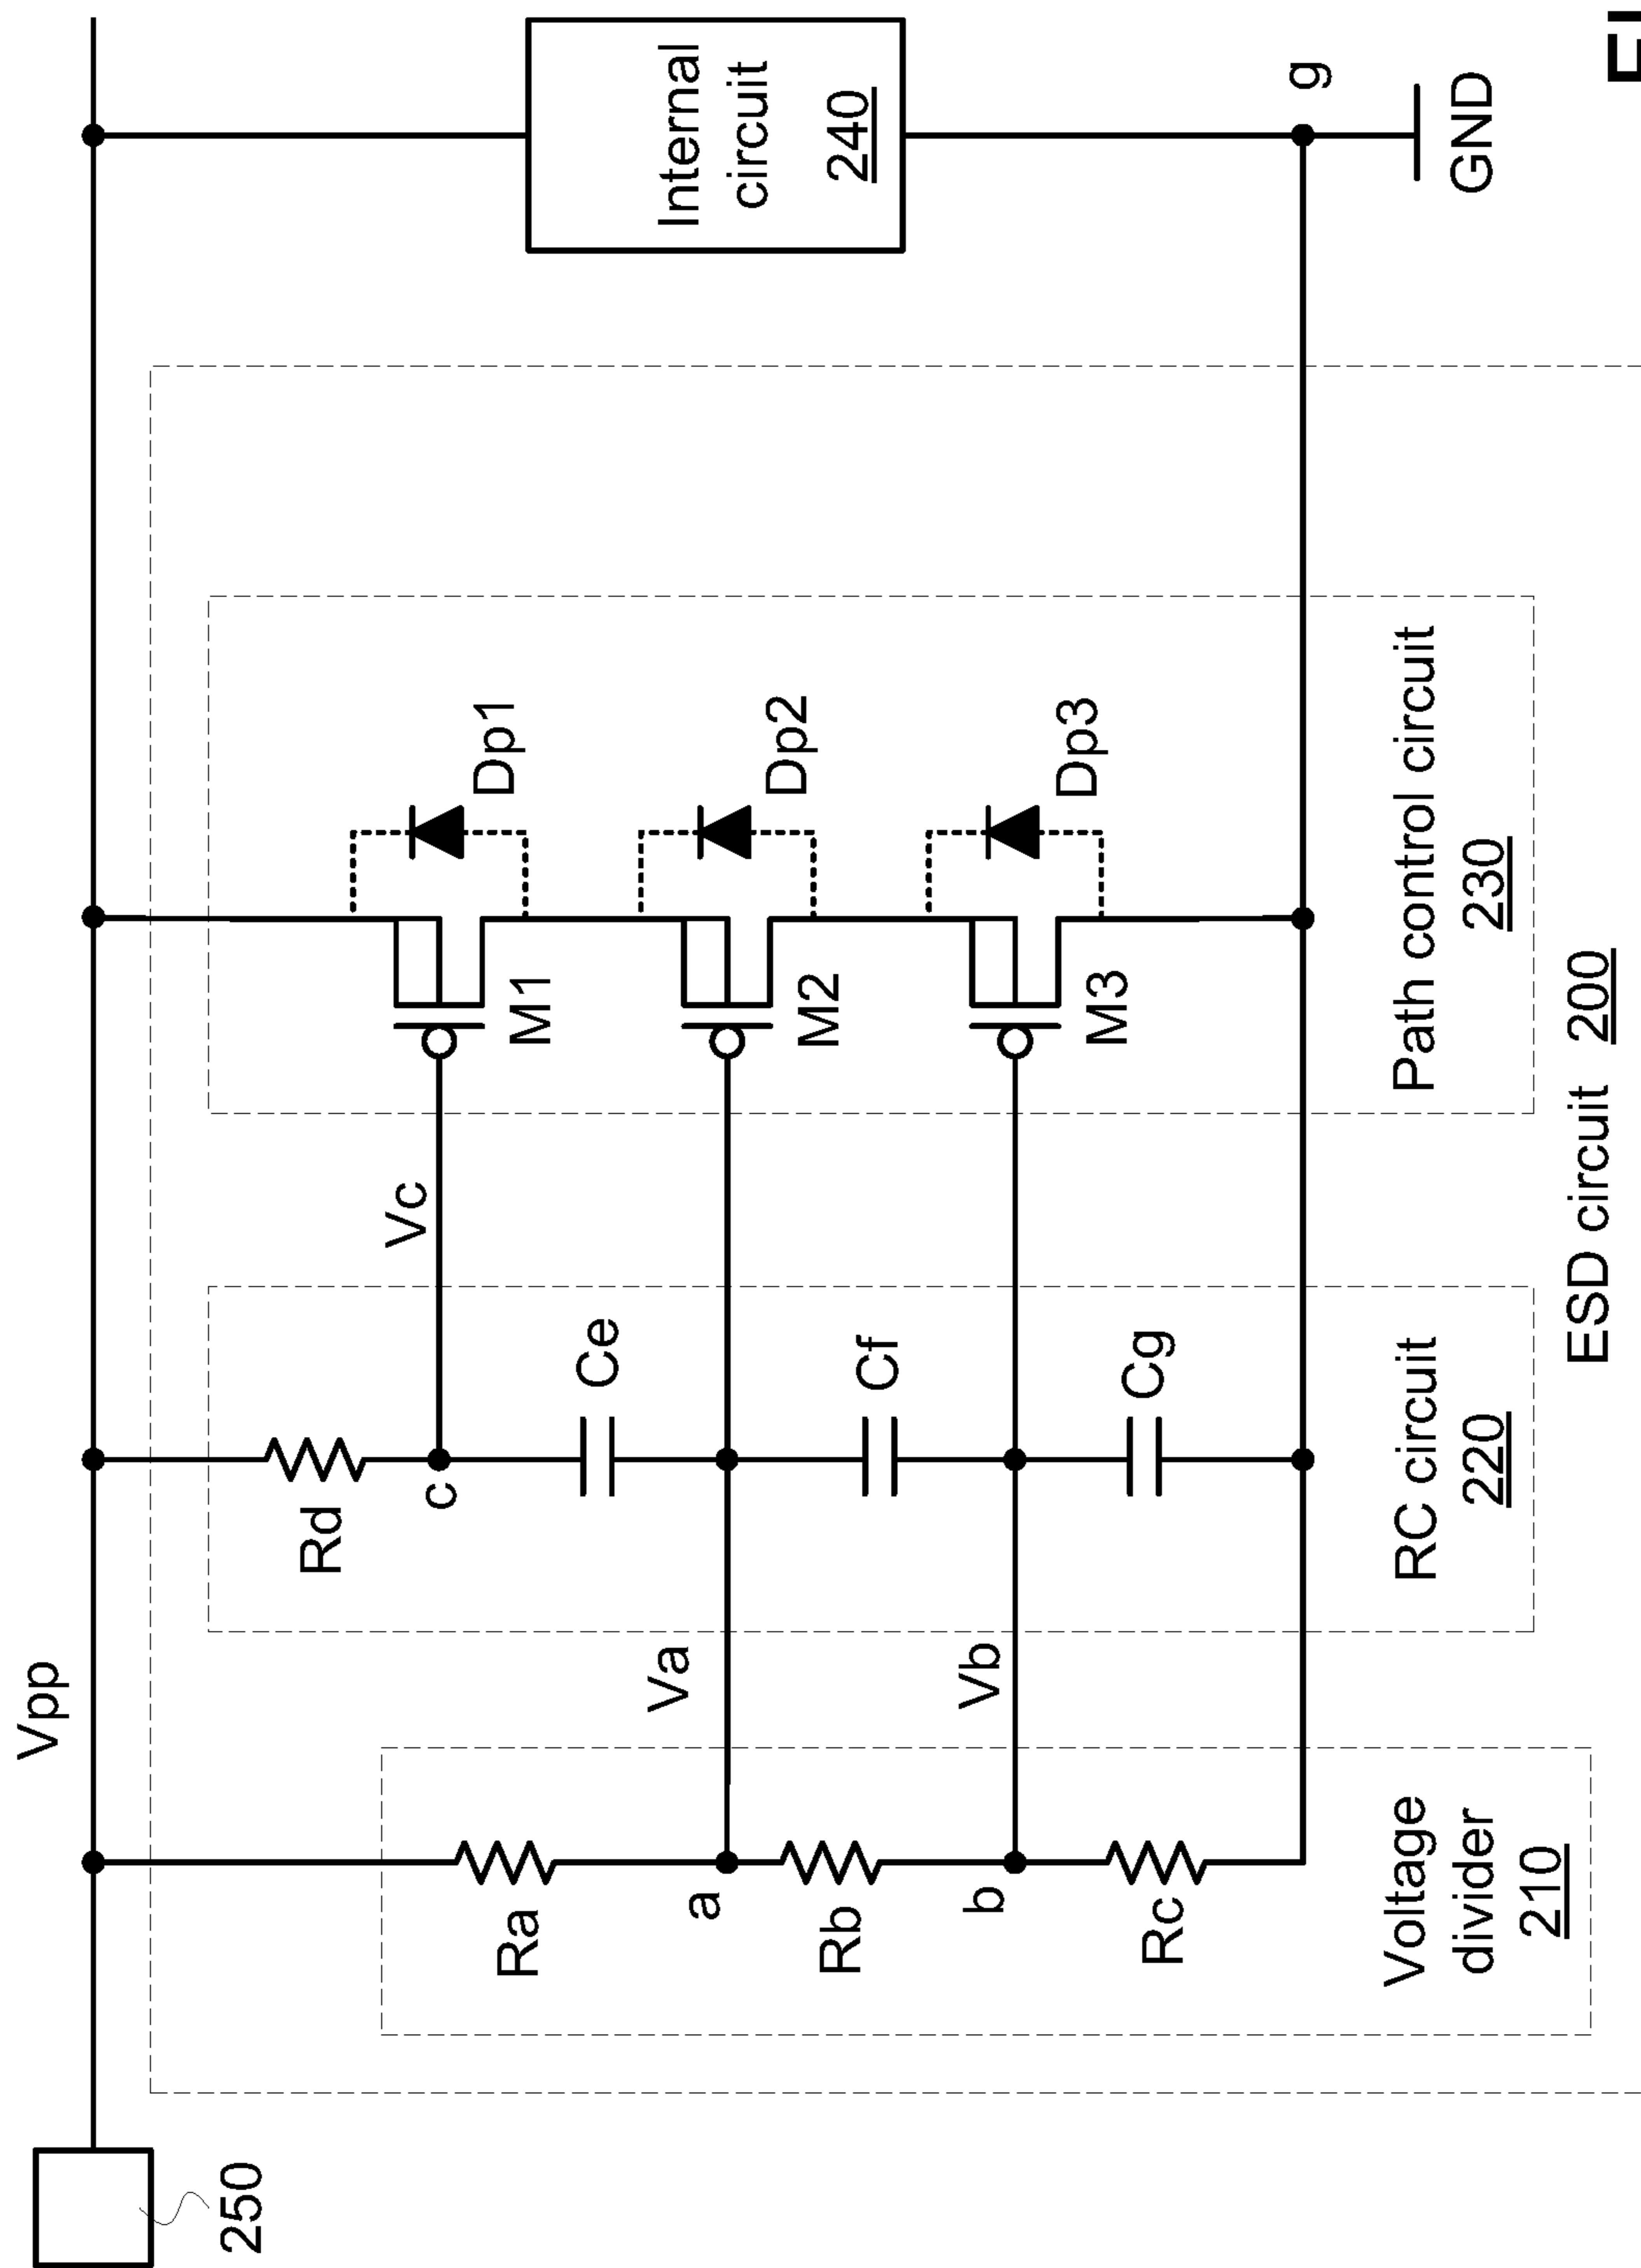 Vpp
250
Ra
a
Rb
b
Rc
Voltage
divider
210
Va
Vb
Rd
c
Ce
Cf
Cg
RC circuit
220
Vc
M1
M2
M3
Dp1
Dp2
Dp3
Path control circuit
230
ESD circuit 200
Internal
circuit
240
g
GND